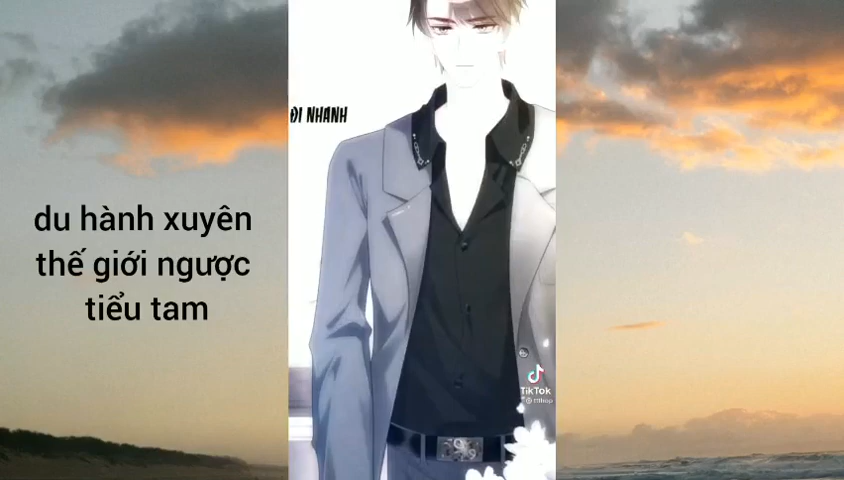 ĐI NHANH
du hành xuyên
thế giới ngược
tiểu tam
TikTok